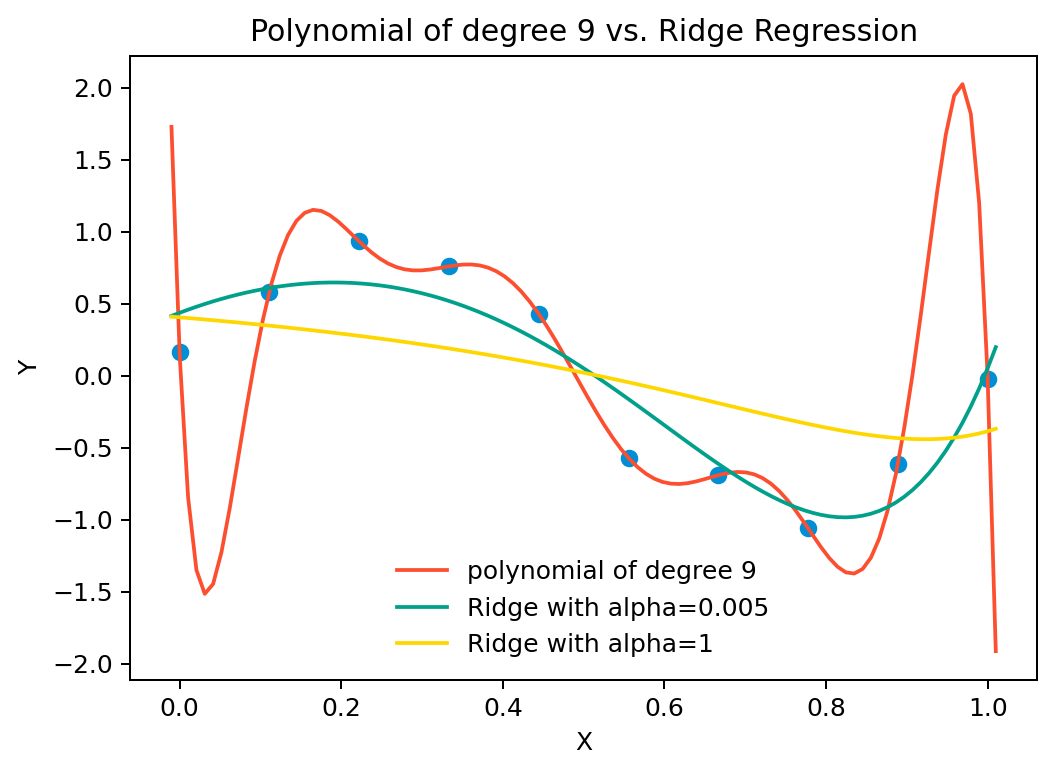 Polynomial of degree 9 vs. Ridge Regression
2.0
1.5
1.0
0.5
0.0
−0.5
−1.0
−1.5
−2.0
Y
polynomial of degree 9
Ridge with alpha=0.005
Ridge with alpha=1
0.0 0.2 0.4 0.6 0.8 1.0
X